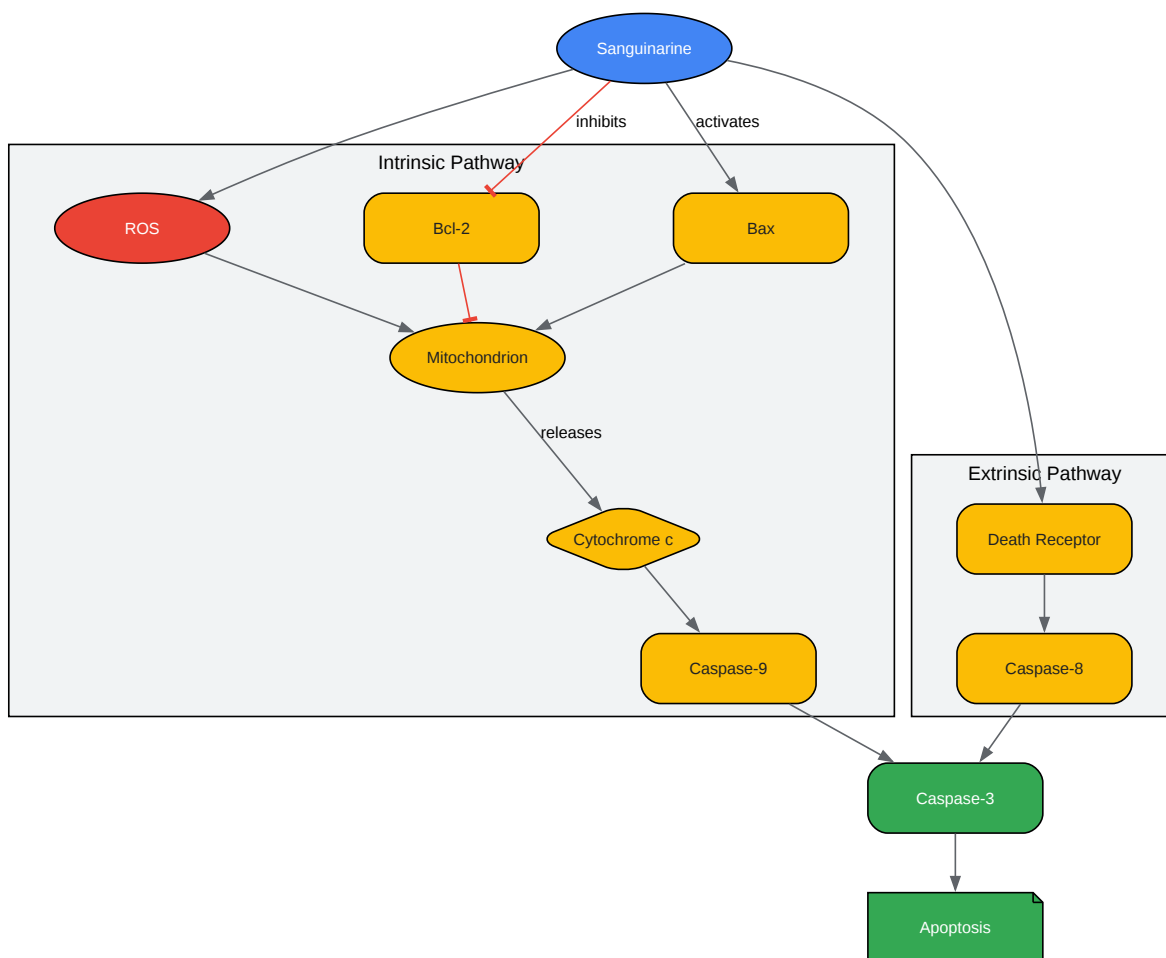 Sanguinarine
inhibits
activates
Intrinsic Pathway
ROS
Bcl-2
Bax
Mitochondrion
releases
Extrinsic Pathway
Cytochrome c
Death Receptor
Caspase-9
Caspase-8
Caspase-3
Apoptosis